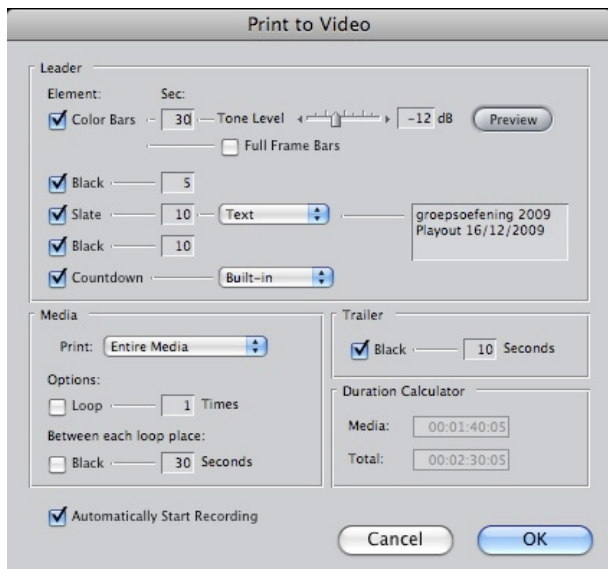 Print to Video
Leader
Element: Sec:
Color Bars 30 Tone Level -12 dB Preview
Full Frame Bars
Black 5
Slate 10 Text groepsoefening 2009
Playout 16/12/2009
Black 10
Countdown Built-in
Media
Print: Entire Media
Options:
Loop 1 Times
Between each loop place:
Black 30 Seconds
Trailer
Black 10 Seconds
Duration Calculator
Media: 00:01:40:05
Total: 00:02:30:05
Automatically Start Recording
Cancel OK